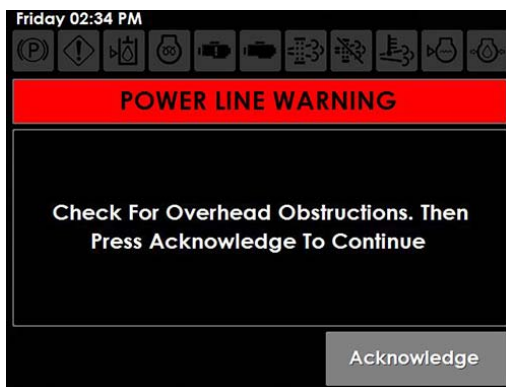 Friday 02:34 PM
POWER LINE WARNING
Check For Overhead Obstructions. Then
Press Acknowledge To Continue
Acknowledge